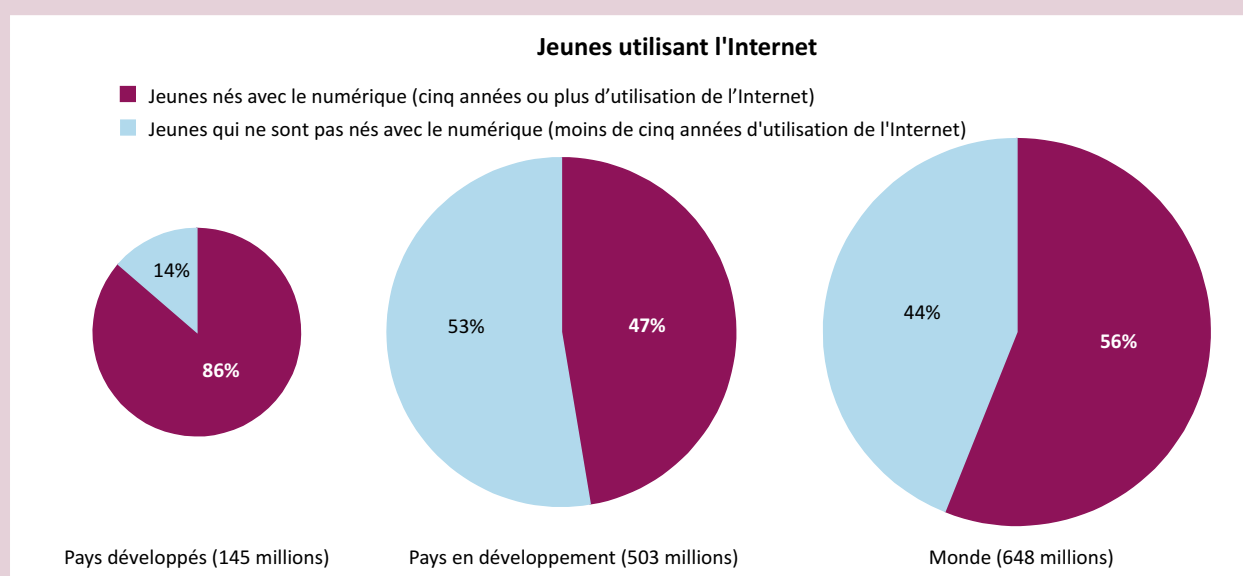 Jeunes utilisant l'Internet
Jeunes nés avec le numérique (cinq années ou plus d’utilisation de l’Internet)
Jeunes qui ne sont pas nés avec le numérique (moins de cinq années d'utilisation de l'Internet)
14%
86%
53%
47%
44%
56%
Pays développés (145 millions)
Pays en développement (503 millions)
Monde (648 millions)